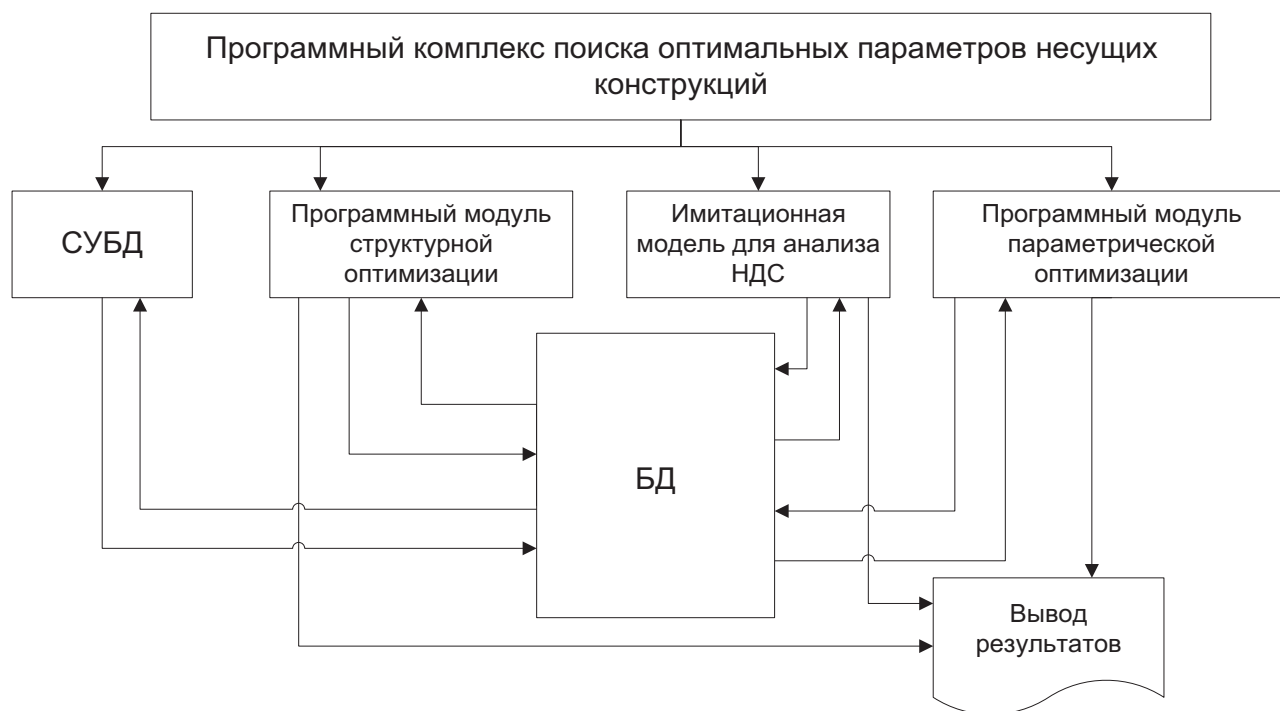 Программный комплекс поиска оптимальных параметров несущих
конструкций
СУБД
Программный модуль
структурной
оптимизации
Имитационная
модель для анализа
НДС
Программный модуль
параметрической
оптимизации
БД
Вывод
результатов